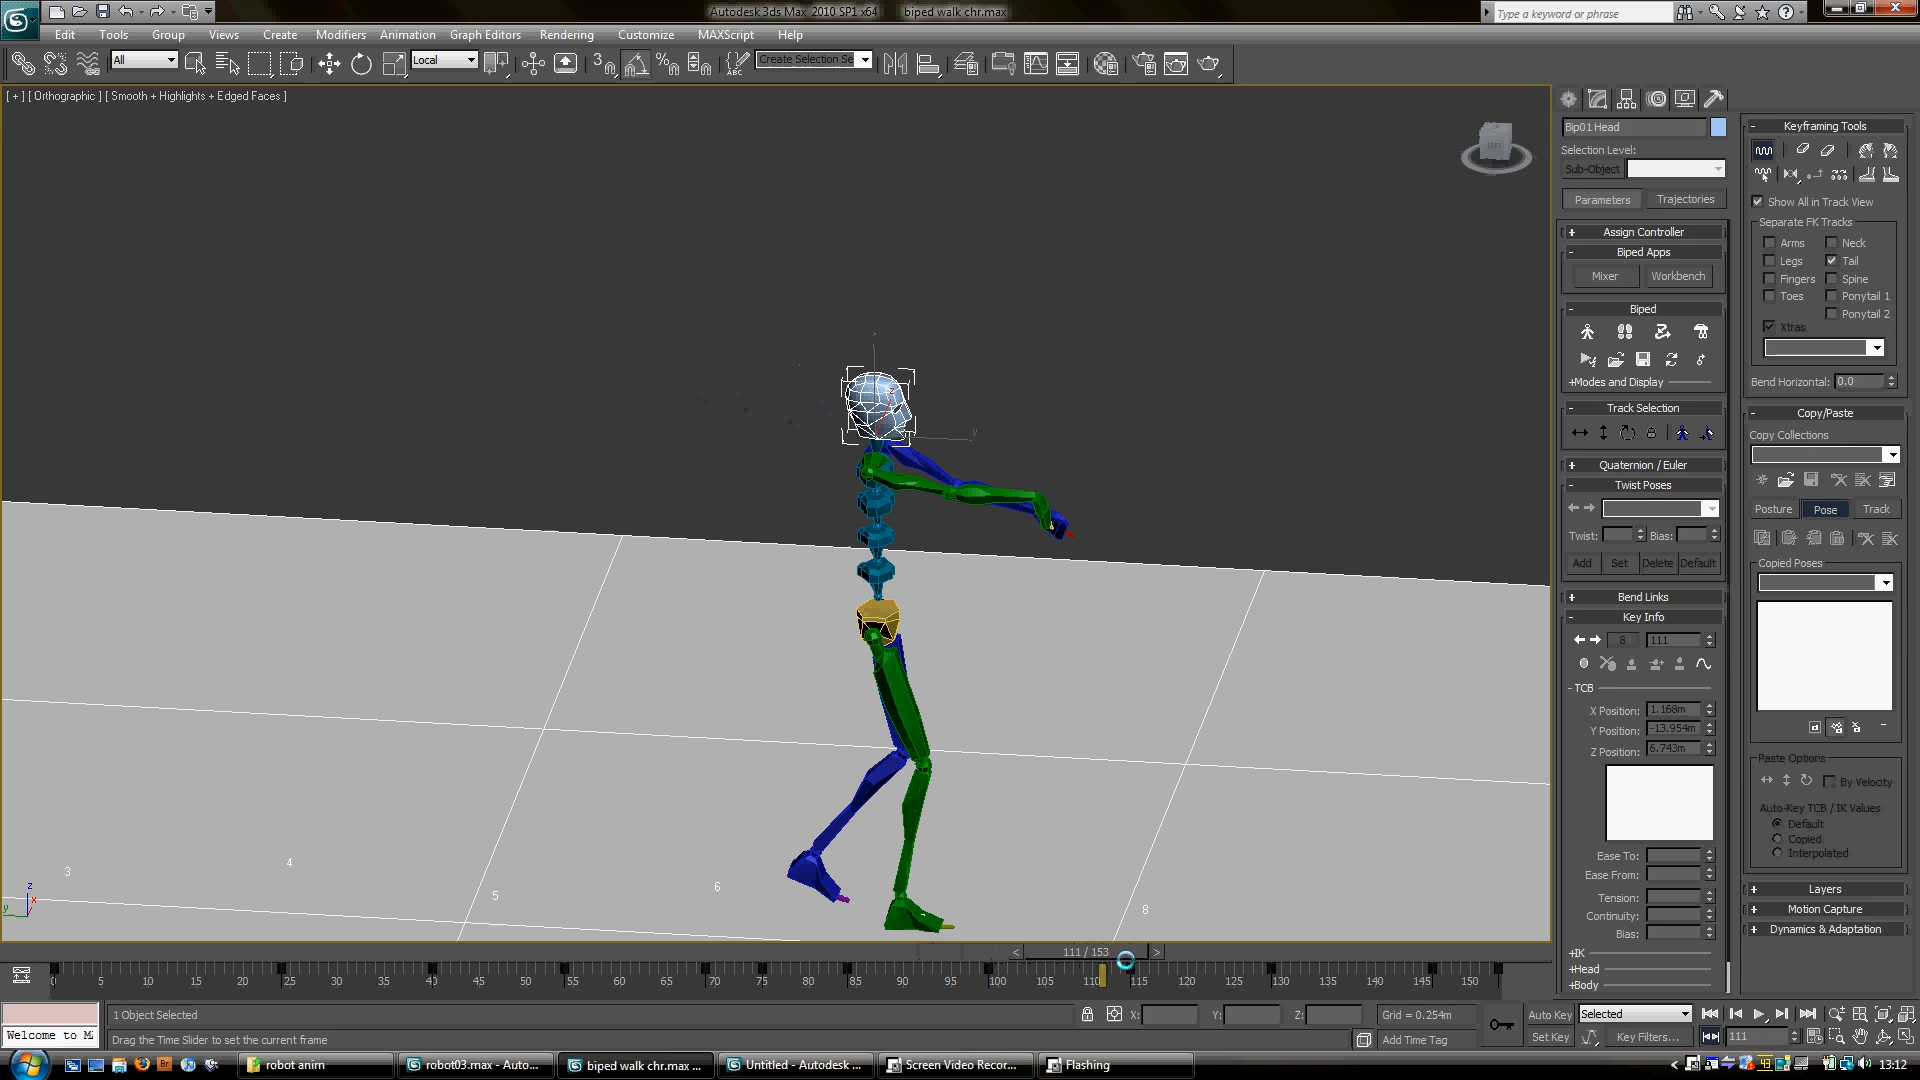 Autodesk 3ds Max 2010 SP1 x64 biped walk chr.max
Type a keyword or phrase
Edit Tools Group Views Create Modifiers Animation Graph Editors Rendering Customize MAXScript Help
All
Local
Create Selection Se
[ + ] [ Orthographic ] [ Smooth + Highlights + Edged Faces ]
LEFT
Bip01 Head
Selection Level:
Sub-Object
Parameters Trajectories
+ Assign Controller
- Biped Apps
Mixer Workbench
- Biped
+Modes and Display
- Track Selection
+ Quaternion / Euler
- Twist Poses
Twist: Bias:
Add Set Delete Default
+ Bend Links
- Key Info
8 111
- TCB
X Position: 1.168m
Y Position: -13.954m
Z Position: 6.743m
Ease To:
Ease From:
Tension:
Continuity:
Bias:
+IK
+Head
+Body
- Keyframing Tools
Show All in Track View
Separate FK Tracks
Arms Neck
Legs Tail
Fingers Spine
Toes Ponytail 1
Ponytail 2
Xtras
Bend Horizontal: 0.0
- Copy/Paste
Copy Collections
Posture Pose Track
Copied Poses
Paste Options
By Velocity
Auto-Key TCB / IK Values
Default
Copied
Interpolated
+ Layers
+ Motion Capture
+ Dynamics & Adaptation
y
3 4 5 6 8
z
x
y
< 111 / 153 >
0 5 10 15 20 25 30 35 40 45 50 55 60 65 70 75 80 85 90 95 100 105 110 115 120 125 130 135 140 145 150
1 Object Selected X: Y: Z: Grid = 0.254m Auto Key Selected
Welcome to M
Drag the Time Slider to set the current frame Add Time Tag Set Key Key Filters... 111
robot anim robot03.max - Auto... biped walk chr.max ... Untitled - Autodesk ... Screen Video Recor... Flashing 13:12